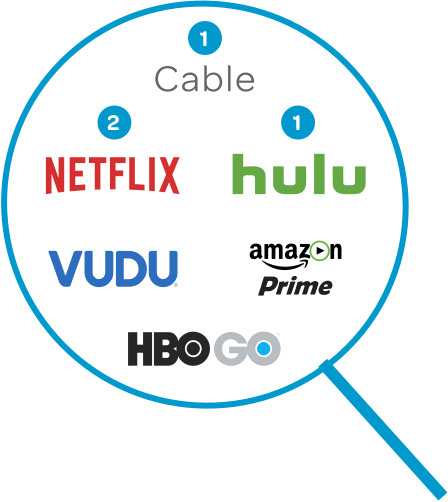 1
Cable
2 1
NETFLIX hulu
VUDU amazon
Prime
HBO GO